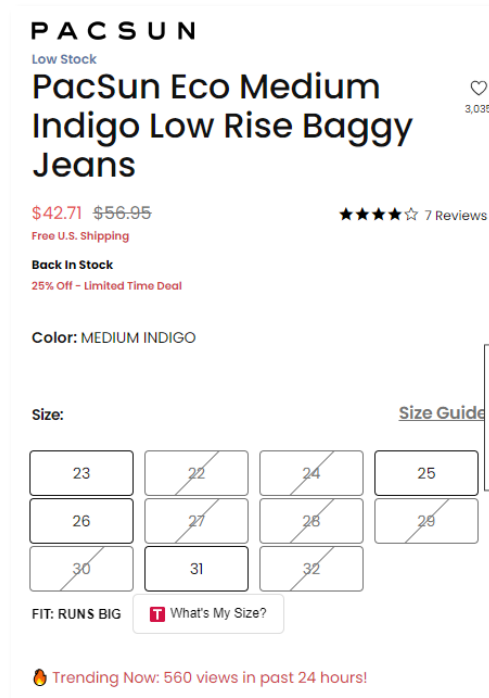 PACSUN
Low Stock
PacSun Eco Medium
Indigo Low Rise Baggy
Jeans
3,035
$42.71 $56.95
7 Reviews
Free U.S. Shipping
Back In Stock
25% Off - Limited Time Deal
Color: MEDIUM INDIGO
Size:
Size Guide
23 22 24 25
26 27 28 29
30 31 32
FIT: RUNS BIG
T What's My Size?
Trending Now: 560 views in past 24 hours!